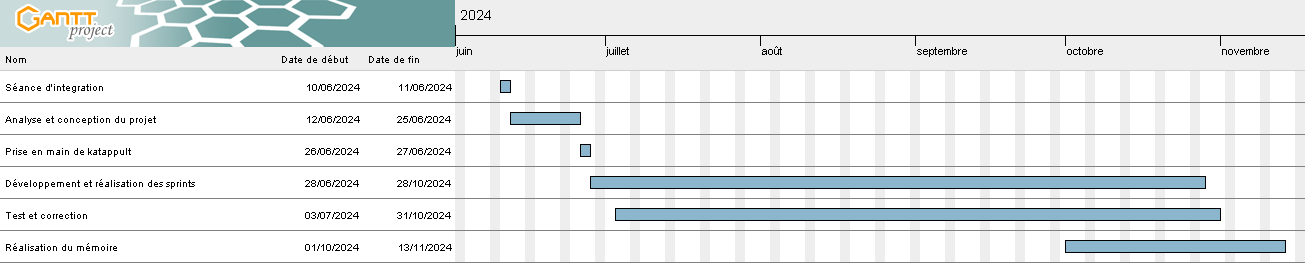 GANTT project
2024
juin juillet août septembre octobre novembre
Nom Date de début Date de fin
Séance d'integration 10/06/2024 11/06/2024
Analyse et conception du projet 12/06/2024 25/06/2024
Prise en main de katappult 26/06/2024 27/06/2024
Développement et réalisation des sprints 28/06/2024 28/10/2024
Test et correction 03/07/2024 31/10/2024
Réalisation du mémoire 01/10/2024 13/11/2024